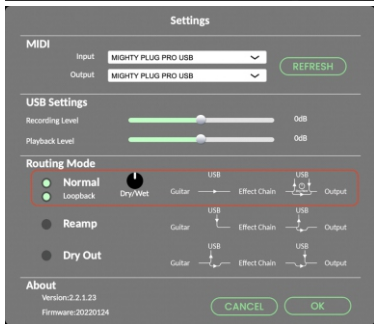 Settings
MIDI
Input MIGHTY PLUG PRO USB
REFRESH
Output MIGHTY PLUG PRO USB
USB Settings
Recording Level 0dB
Playback Level 0dB
Routing Mode
USB USB
Normal
Loopback Dry/Wet Guitar Effect Chain Output
USB USB
Reamp Guitar Effect Chain Output
USB USB
Dry Out Guitar Effect Chain Output
About
Version:2.2.1.23
CANCEL OK
Firmware:20220124